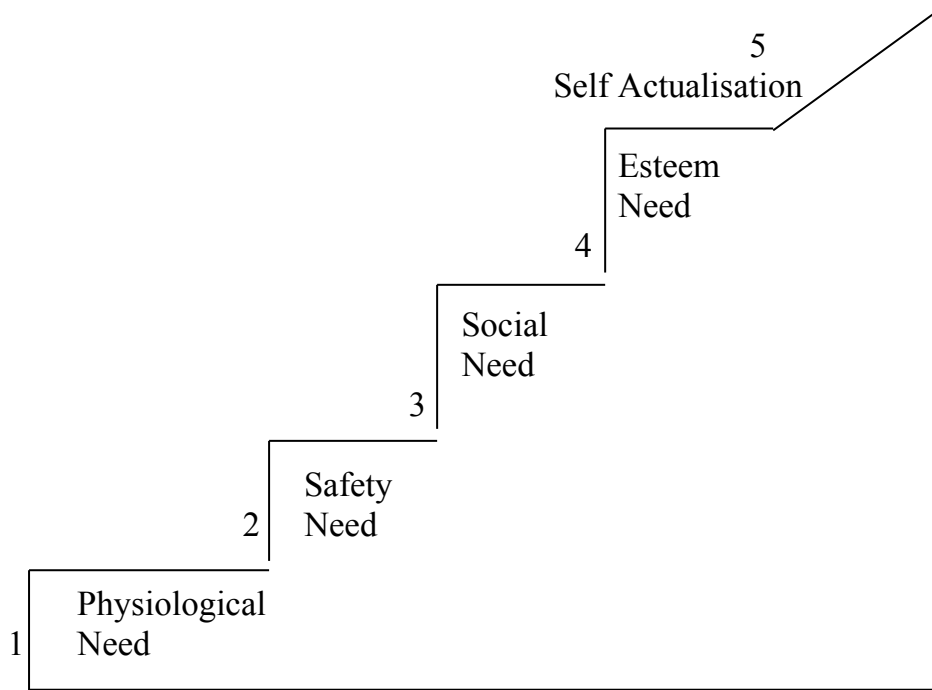 5
Self Actualisation
Esteem
Need
4
Social
Need
3
Safety
Need
2
Physiological
Need
1